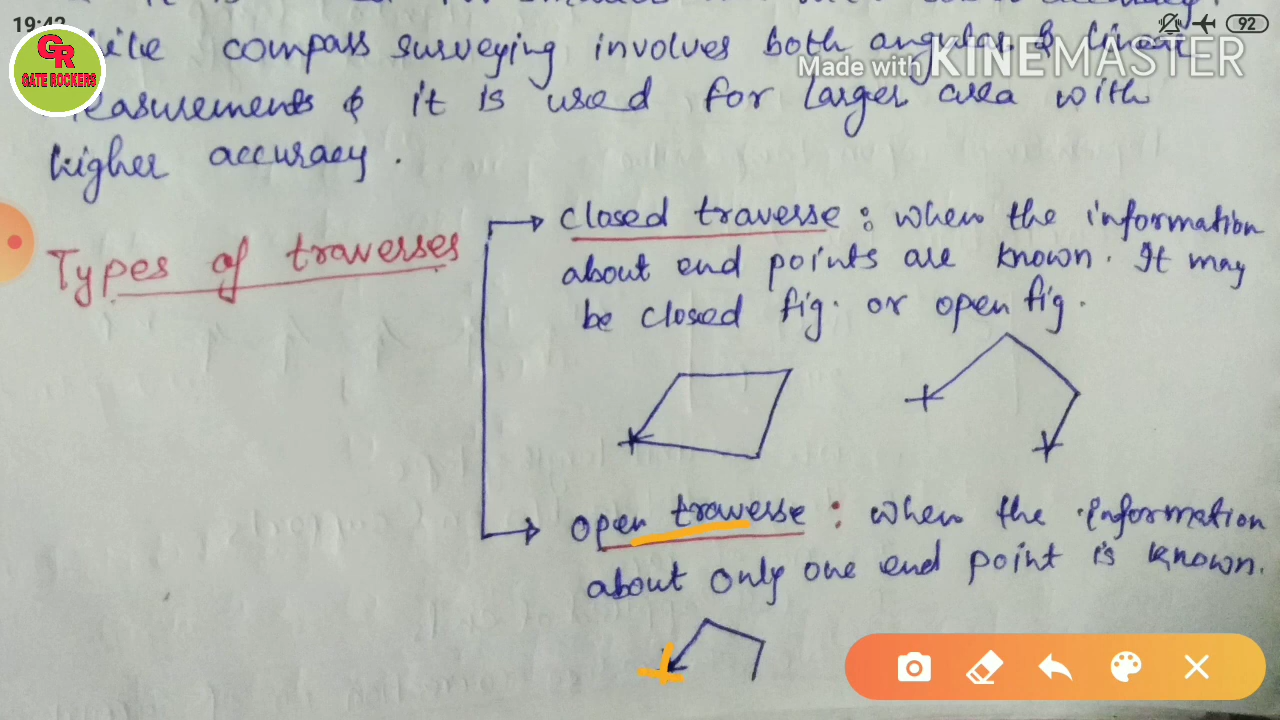 19:42
92
GR
GATE ROCKERS
Made with KINEMASTER
compass surveying involves both angular & linear
& it is used for larger area with
higher accuracy.
Types of traverses
closed traverse : when the information
about end points are known. It may
be closed fig. or open fig.
open traverse : when the information
about only one end point is known.